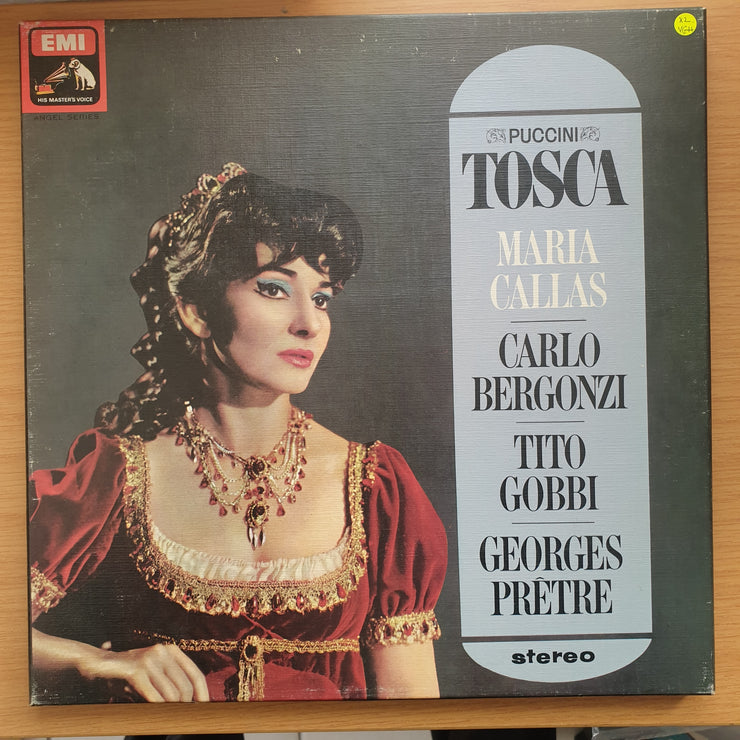 EMI
HIS MASTER'S VOICE
ANGEL SERIES
PUCCINI
TOSCA
MARIA
CALLAS
CARLO
BERGONZI
TITO
GOBBI
GEORGES
PRÊTRE
stereo